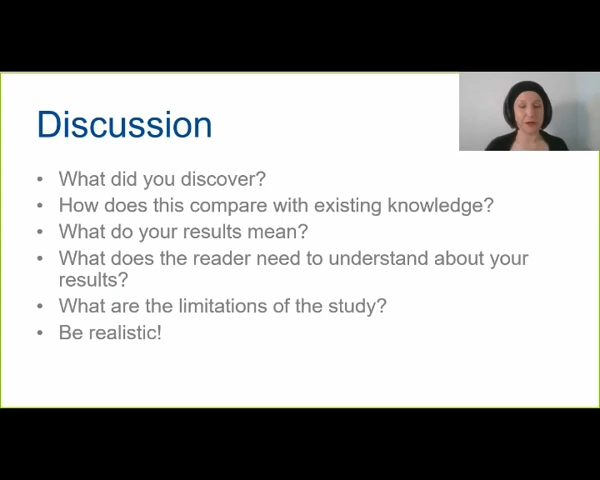 Discussion
• What did you discover?
• How does this compare with existing knowledge?
• What do your results mean?
• What does the reader need to understand about your
results?
• What are the limitations of the study?
• Be realistic!